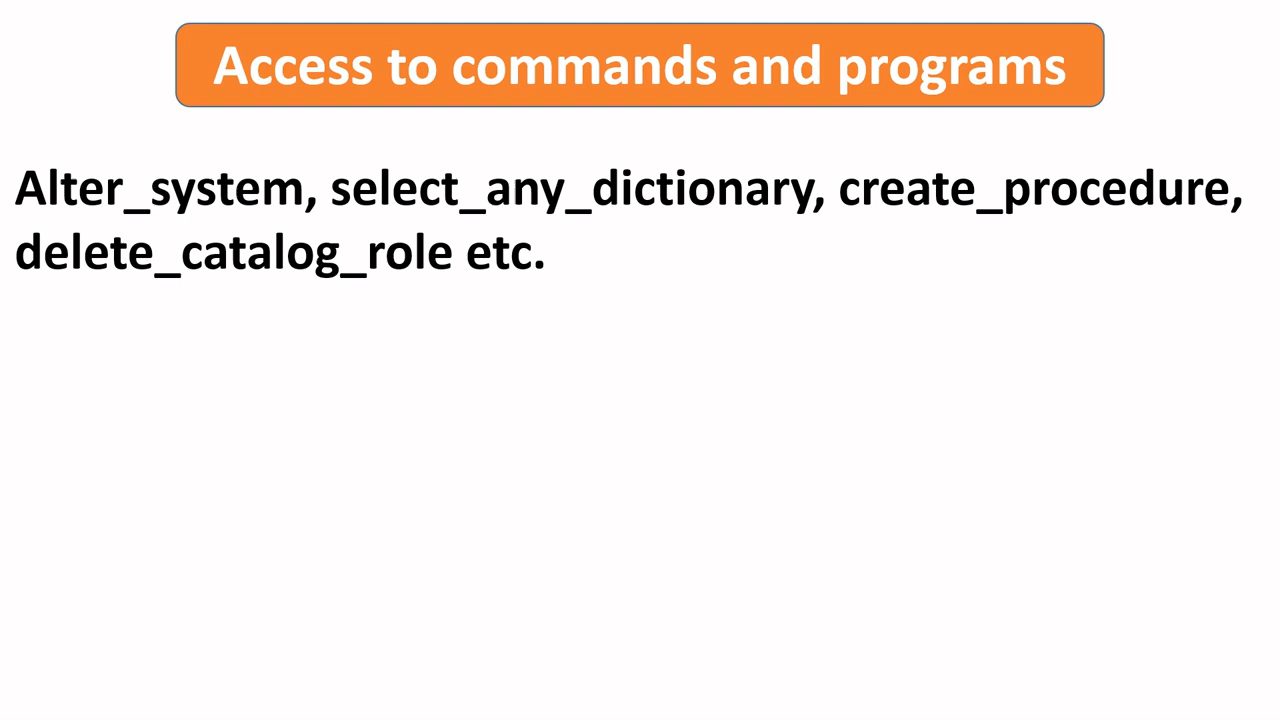 Access to commands and programs
Alter_system, select_any_dictionary, create_procedure,
delete_catalog_role etc.